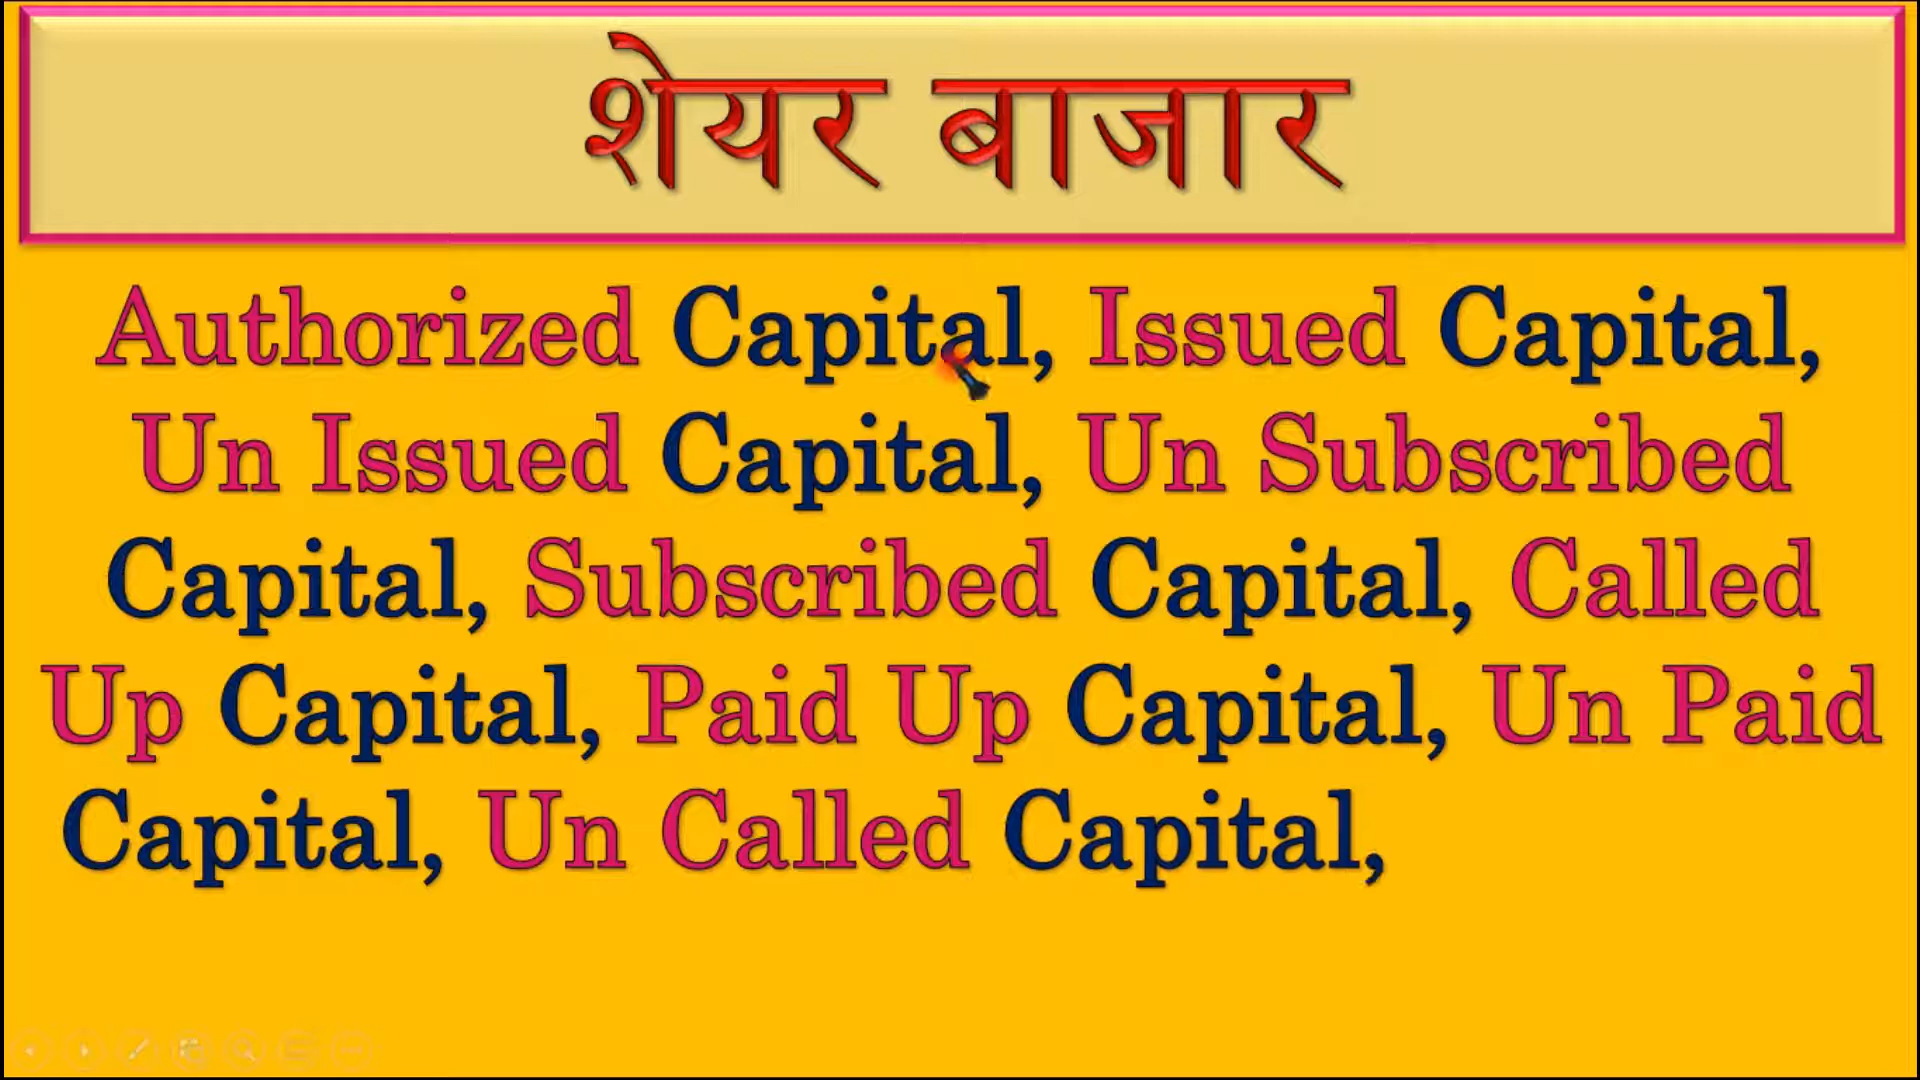 शेयर बाजार
Authorized Capital, Issued Capital,
Un Issued Capital, Un Subscribed
Capital, Subscribed Capital, Called
Up Capital, Paid Up Capital, Un Paid
Capital, Un Called Capital,